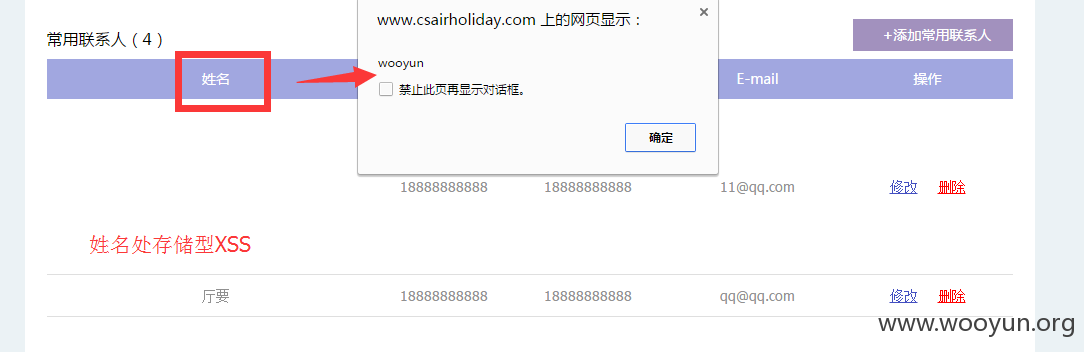 www.csairholiday.com 上的网页显示：
×
常用联系人（4）
+添加常用联系人
wooyun
姓名
E-mail
操作
禁止此页再显示对话框。
确定
18888888888 18888888888 11@qq.com 修改 删除
姓名处存储型XSS
厅要 18888888888 18888888888 qq@qq.com 修改 删除
www.wooyun.org